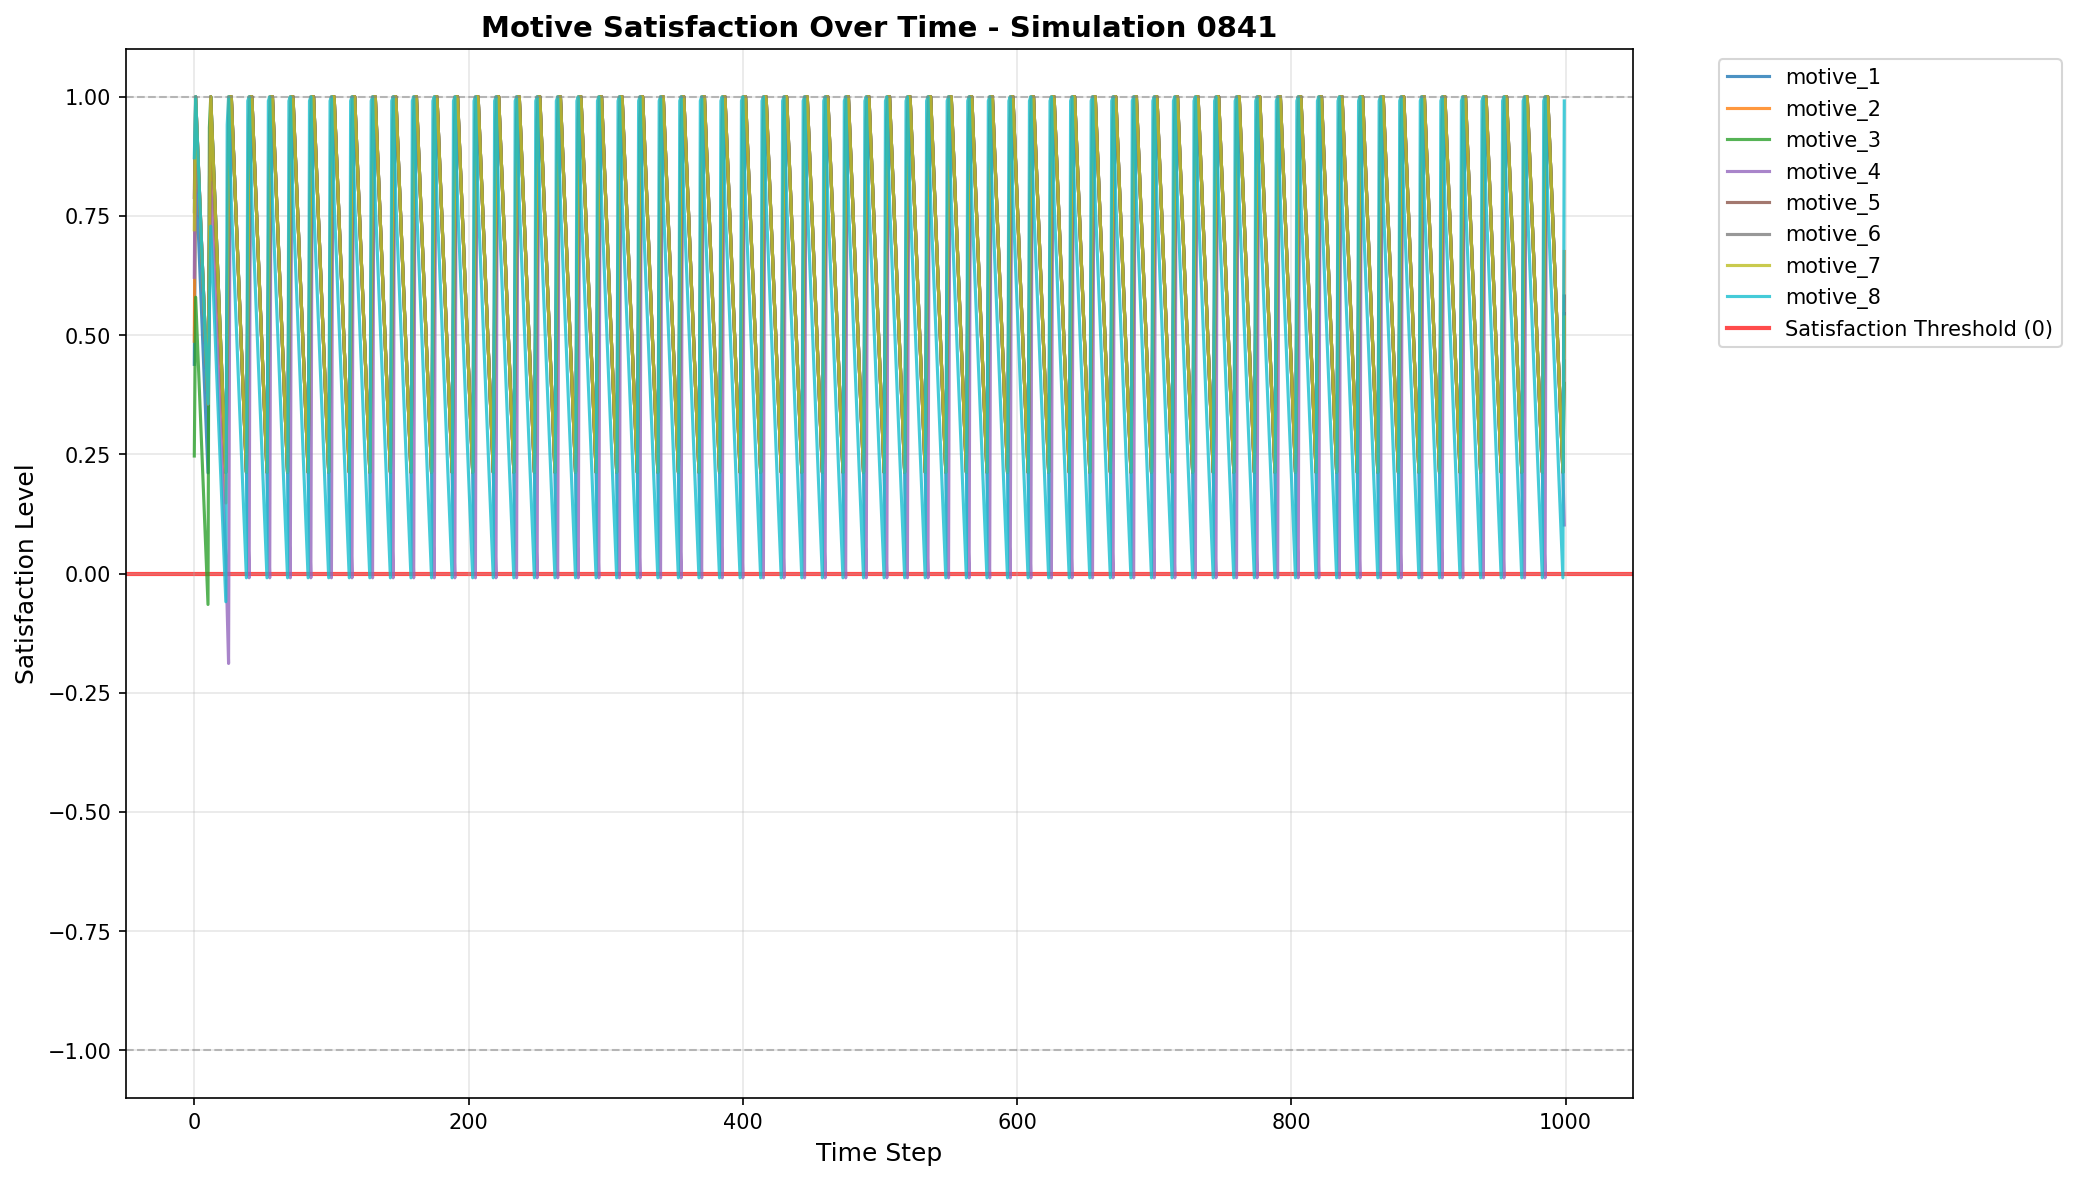 Motive Satisfaction Over Time - Simulation 0841
1.00
0.75
0.50
0.25
0.00
−0.25
−0.50
−0.75
−1.00
Satisfaction Level
0 200 400 600 800 1000
Time Step
motive_1
motive_2
motive_3
motive_4
motive_5
motive_6
motive_7
motive_8
Satisfaction Threshold (0)